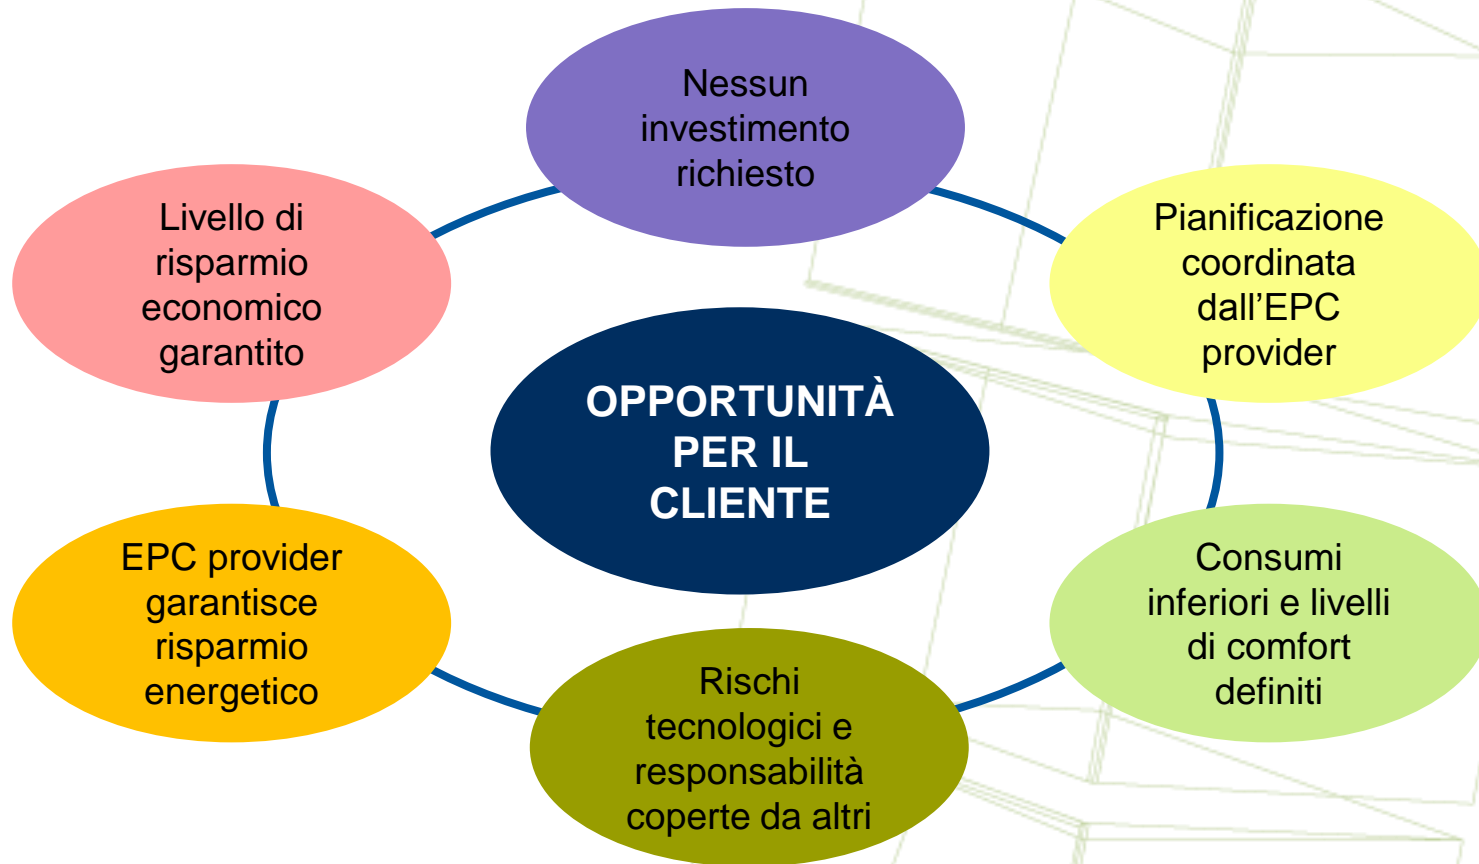 Nessun
investimento
richiesto
Livello di
risparmio
economico
garantito
Pianificazione
coordinata
dall’EPC
provider
OPPORTUNITÀ
PER IL
CLIENTE
EPC provider
garantisce
risparmio
energetico
Consumi
inferiori e livelli
di comfort
definiti
Rischi
tecnologici e
responsabilità
coperte da altri